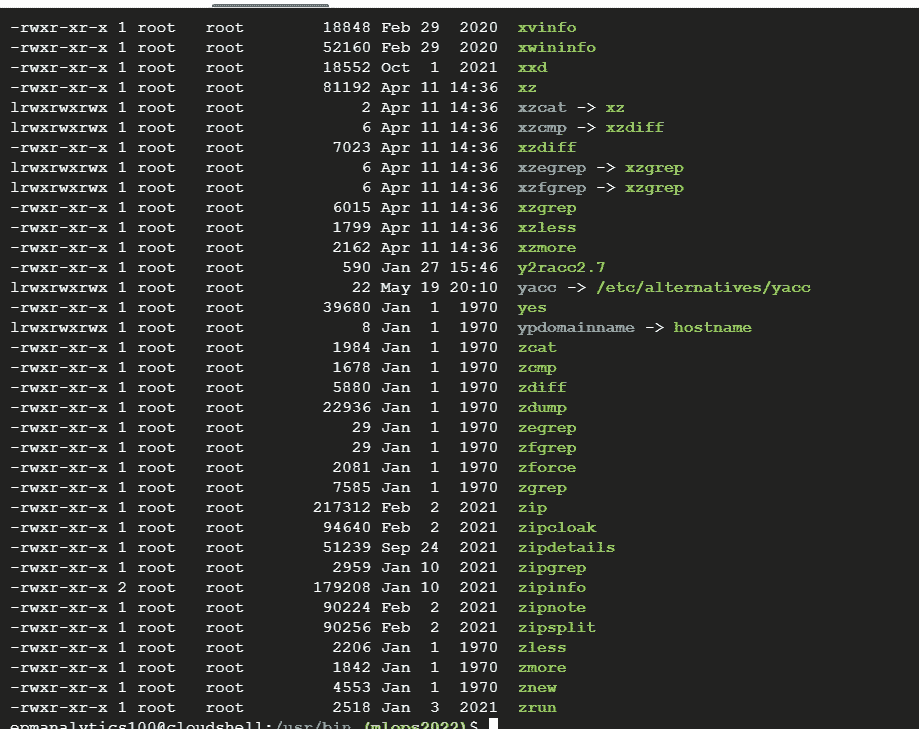 -rwxr-xr-x 1 root   root        18848 Feb 29  2020  xvinfo
-rwxr-xr-x 1 root   root        52160 Feb 29  2020  xwininfo
-rwxr-xr-x 1 root   root        18552 Oct  1  2021  xxd
-rwxr-xr-x 1 root   root        81192 Apr 11 14:36  xz
lrwxrwxrwx 1 root   root            2 Apr 11 14:36  xzcat -> xz
lrwxrwxrwx 1 root   root            6 Apr 11 14:36  xzcmp -> xzdiff
-rwxr-xr-x 1 root   root         7023 Apr 11 14:36  xzdiff
lrwxrwxrwx 1 root   root            6 Apr 11 14:36  xzegrep -> xzgrep
lrwxrwxrwx 1 root   root            6 Apr 11 14:36  xzfgrep -> xzgrep
-rwxr-xr-x 1 root   root         6015 Apr 11 14:36  xzgrep
-rwxr-xr-x 1 root   root         1799 Apr 11 14:36  xzless
-rwxr-xr-x 1 root   root         2162 Apr 11 14:36  xzmore
-rwxr-xr-x 1 root   root          590 Jan 27 15:46  y2racc2.7
lrwxrwxrwx 1 root   root           22 May 19 20:10  yacc -> /etc/alternatives/yacc
-rwxr-xr-x 1 root   root        39680 Jan  1  1970  yes
lrwxrwxrwx 1 root   root            8 Jan  1  1970  ypdomainname -> hostname
-rwxr-xr-x 1 root   root         1984 Jan  1  1970  zcat
-rwxr-xr-x 1 root   root         1678 Jan  1  1970  zcmp
-rwxr-xr-x 1 root   root         5880 Jan  1  1970  zdiff
-rwxr-xr-x 1 root   root        22936 Jan  1  1970  zdump
-rwxr-xr-x 1 root   root           29 Jan  1  1970  zegrep
-rwxr-xr-x 1 root   root           29 Jan  1  1970  zfgrep
-rwxr-xr-x 1 root   root         2081 Jan  1  1970  zforce
-rwxr-xr-x 1 root   root         7585 Jan  1  1970  zgrep
-rwxr-xr-x 1 root   root       217312 Feb  2  2021  zip
-rwxr-xr-x 1 root   root        94640 Feb  2  2021  zipcloak
-rwxr-xr-x 1 root   root        51239 Sep 24  2021  zipdetails
-rwxr-xr-x 1 root   root         2959 Jan 10  2021  zipgrep
-rwxr-xr-x 2 root   root       179208 Jan 10  2021  zipinfo
-rwxr-xr-x 1 root   root        90224 Feb  2  2021  zipnote
-rwxr-xr-x 1 root   root        90256 Feb  2  2021  zipsplit
-rwxr-xr-x 1 root   root         2206 Jan  1  1970  zless
-rwxr-xr-x 1 root   root         1842 Jan  1  1970  zmore
-rwxr-xr-x 1 root   root         4553 Jan  1  1970  znew
-rwxr-xr-x 1 root   root         2518 Jan  3  2021  zrun
epmanalytics100@cloudshell:/usr/bin (mlops2022)$